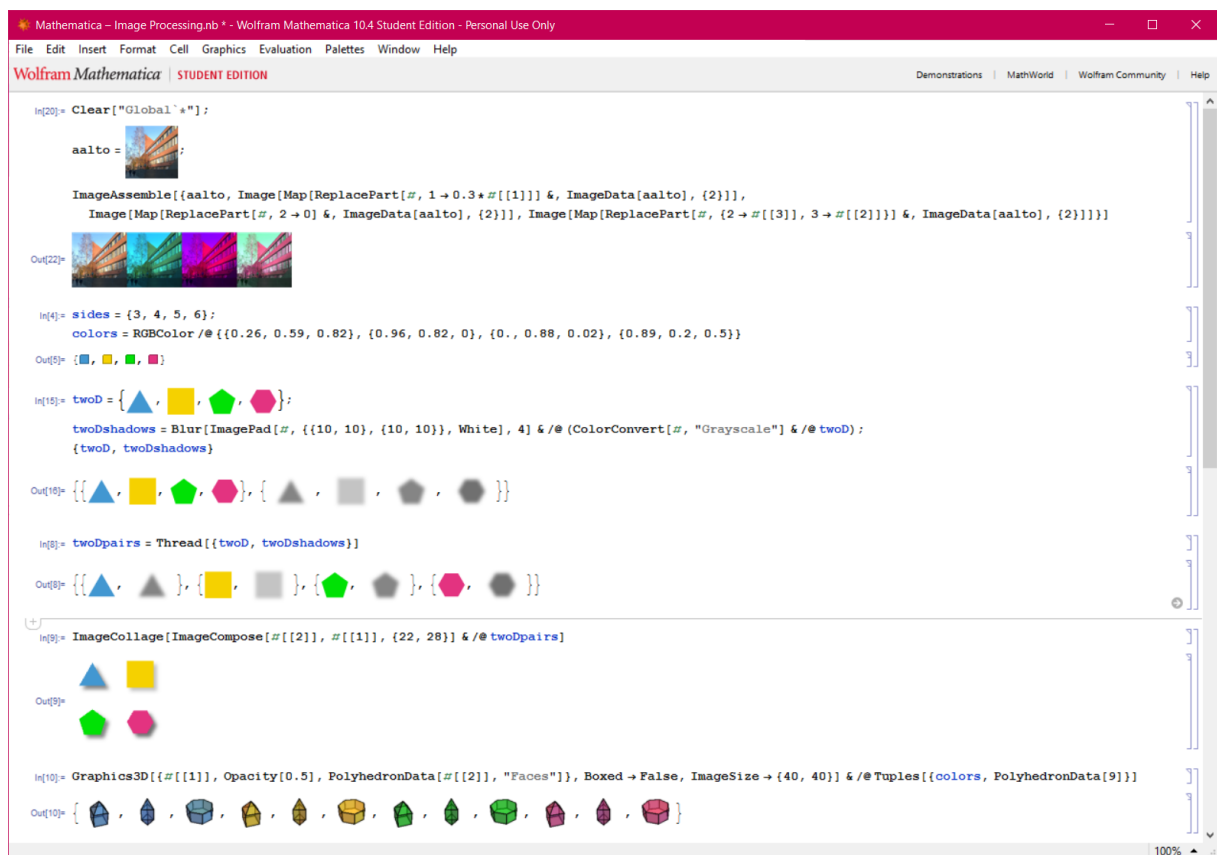 Mathematica – Image Processing.nb * - Wolfram Mathematica 10.4 Student Edition - Personal Use Only
File Edit Insert Format Cell Graphics Evaluation Palettes Window Help
Wolfram Mathematica | STUDENT EDITION Demonstrations | MathWorld | Wolfram Community | Help
In[20]:= Clear["Global`*"];
aalto = ;
ImageAssemble[{aalto, Image[Map[ReplacePart[#, 1 → 0.3*#[[1]]] &, ImageData[aalto], {2}]],
Image[Map[ReplacePart[#, 2 → 0] &, ImageData[aalto], {2}]], Image[Map[ReplacePart[#, {2 → #[[3]], 3 → #[[2]]}] &, ImageData[aalto], {2}]]}]
Out[22]=
In[4]:= sides = {3, 4, 5, 6};
colors = RGBColor /@ {{0.26, 0.59, 0.82}, {0.96, 0.82, 0}, {0., 0.88, 0.02}, {0.89, 0.2, 0.5}}
Out[5]= { , , , }
In[15]:= twoD = { , , , };
twoDshadows = Blur[ImagePad[#, {{10, 10}, {10, 10}}, White], 4] & /@ (ColorConvert[#, "Grayscale"] & /@ twoD);
{twoD, twoDshadows}
Out[16]= {{ , , , }, { , , , }}
In[8]:= twoDpairs = Thread[{twoD, twoDshadows}]
Out[8]= {{ , }, { , }, { , }, { , }}
In[9]:= ImageCollage[ImageCompose[#[[2]], #[[1]], {22, 28}] & /@ twoDpairs]
Out[9]=
In[10]:= Graphics3D[{#[[1]], Opacity[0.5], PolyhedronData[#[[2]], "Faces"]}, Boxed → False, ImageSize → {40, 40}] & /@ Tuples[{colors, PolyhedronData[9]}]
Out[10]= { , , , , , , , , , , , }
100%